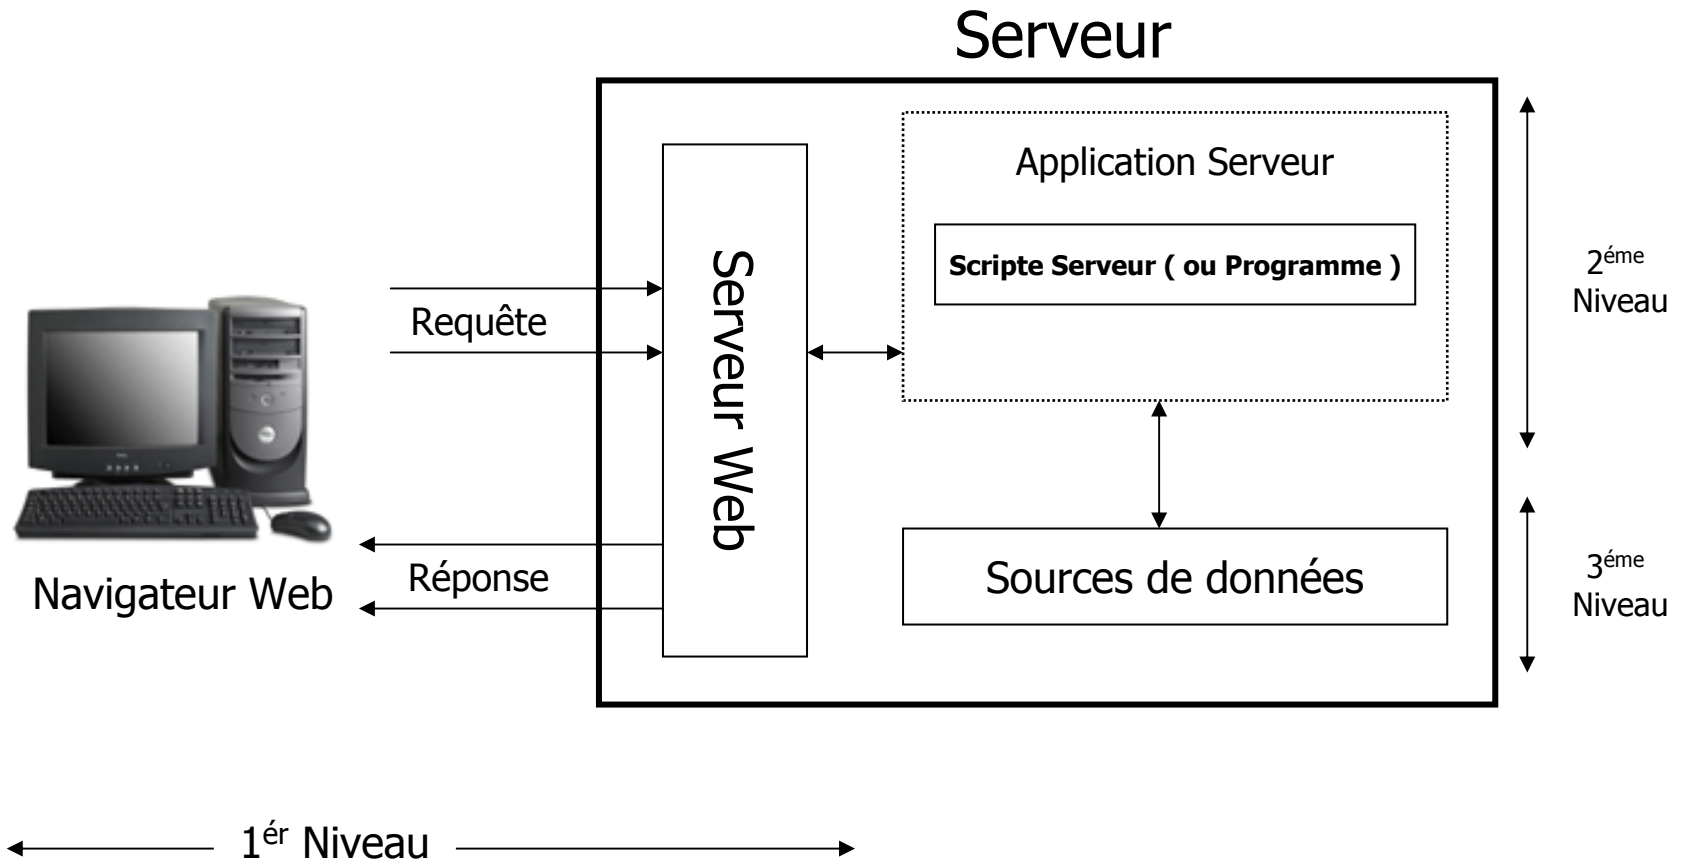 Serveur
Application Serveur
Scripte Serveur ( ou Programme )
Serveur Web
Requête
Réponse
Navigateur Web
Sources de données
2éme
Niveau
3éme
Niveau
1ér Niveau